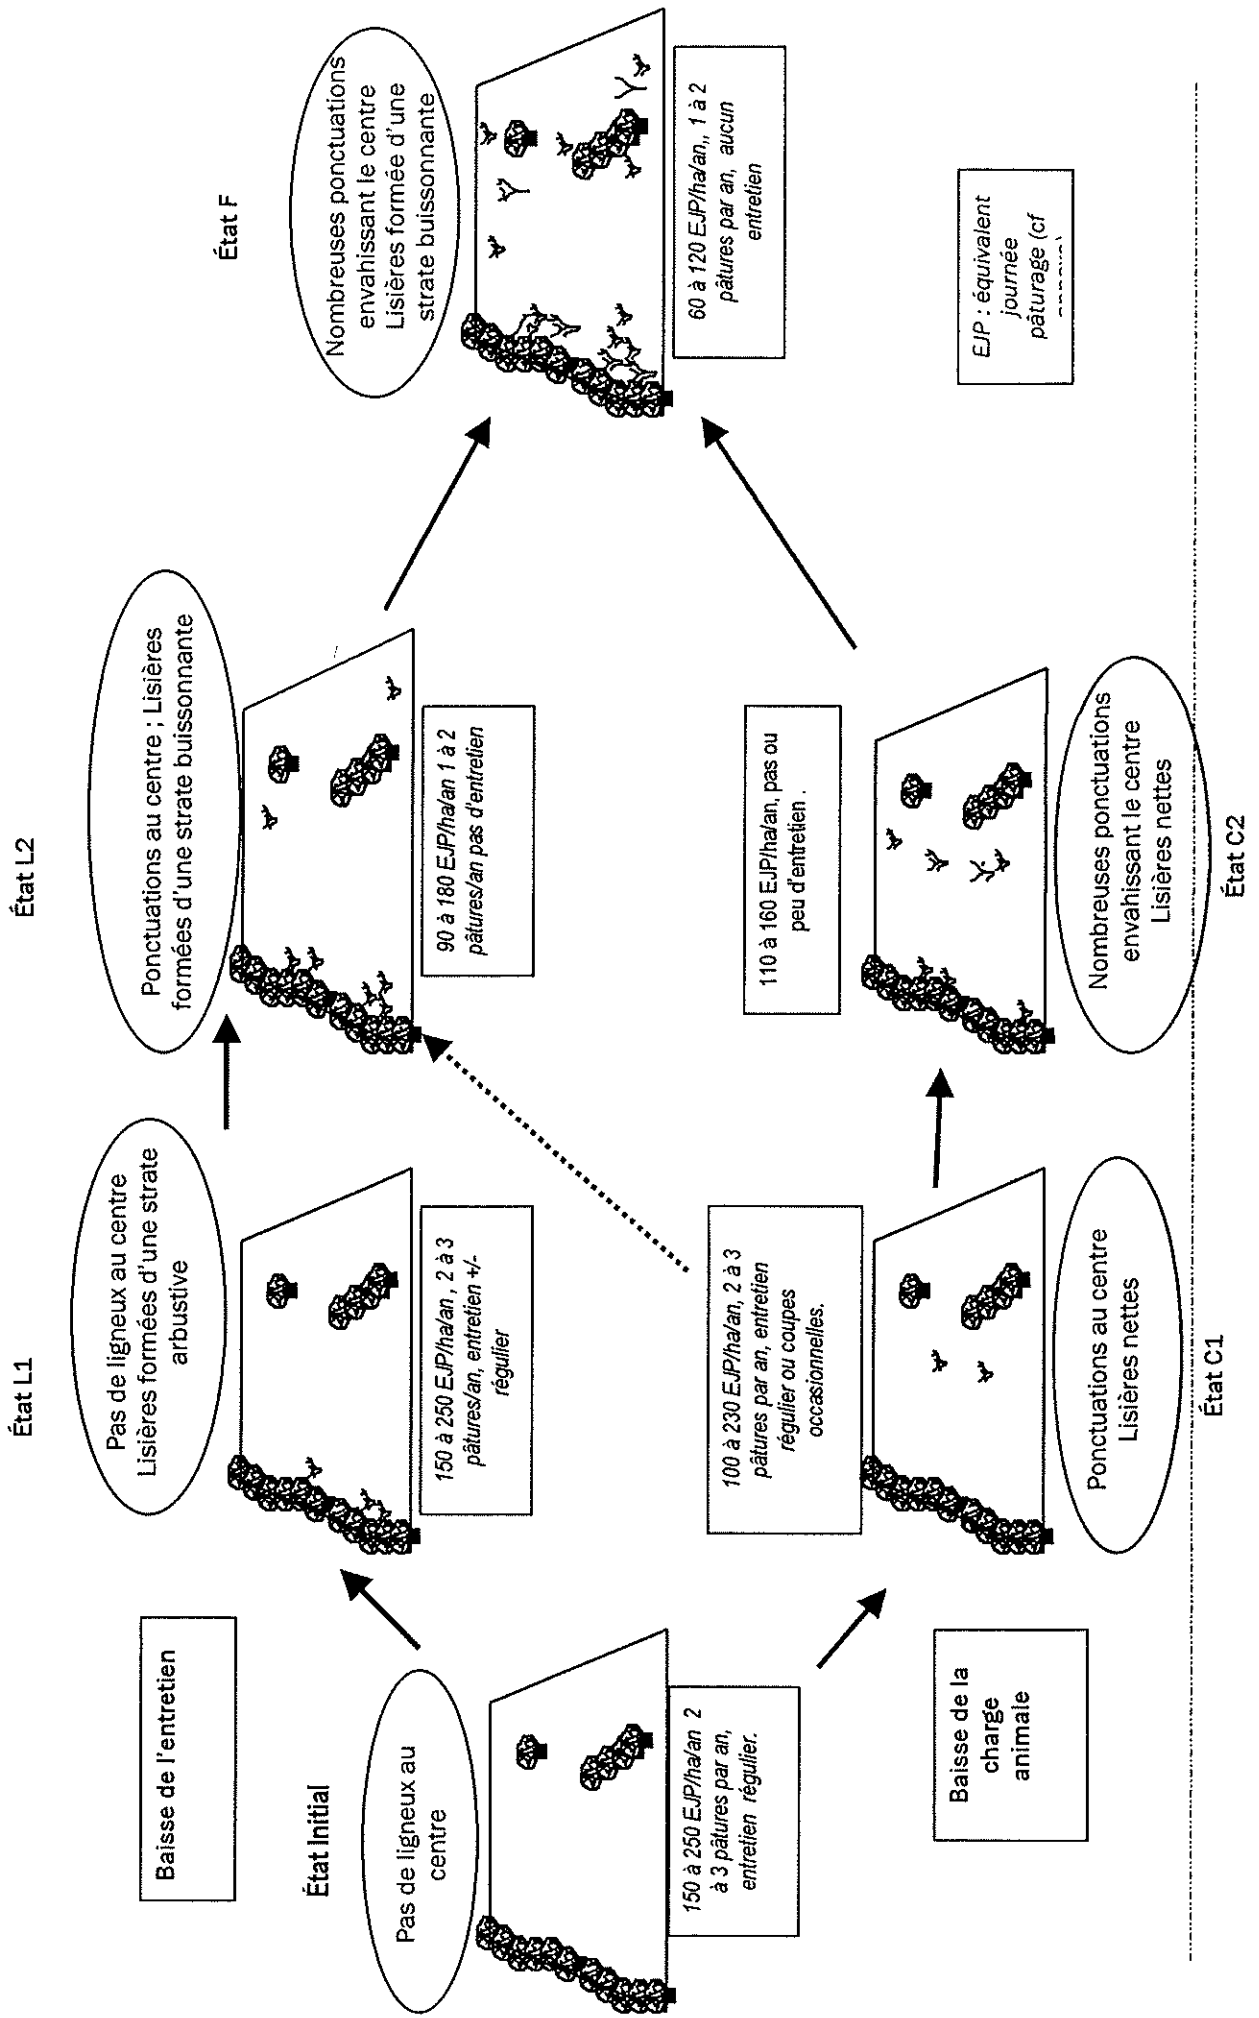 État L1
État L2
Pas de ligneux au centre
Lisières formées d'une strate
arbustive
Ponctuations au centre ; Lisières
formées d'une strate buissonnante
Baisse de l'entretien
150 à 250 EJP/ha/an , 2 à 3
pâtures/an, entretien +/-
régulier
90 à 180 EJP/ha/an 1 à 2
pâtures/an pas d'entretien
État Initial
Pas de ligneux au
centre
150 à 250 EJP/ha/an 2
à 3 pâtures par an,
entretien régulier.
État F
Nombreuses ponctuations
envahissant le centre
Lisières formée d'une
strate buissonnante
60 à 120 EJP/ha/an,, 1 à 2
pâtures par an, aucun
entretien
Baisse de la
charge
animale
100 à 230 EJP/ha/an, 2 à 3
pâtures par an, entretien
régulier ou coupes
occasionnelles.
110 à 160 EJP/ha/an, pas ou
peu d'entretien .
EJP : équivalent
journée
pâturage (cf
Ponctuations au centre
Lisières nettes
Nombreuses ponctuations
envahissant le centre
Lisières nettes
État C1
État C2